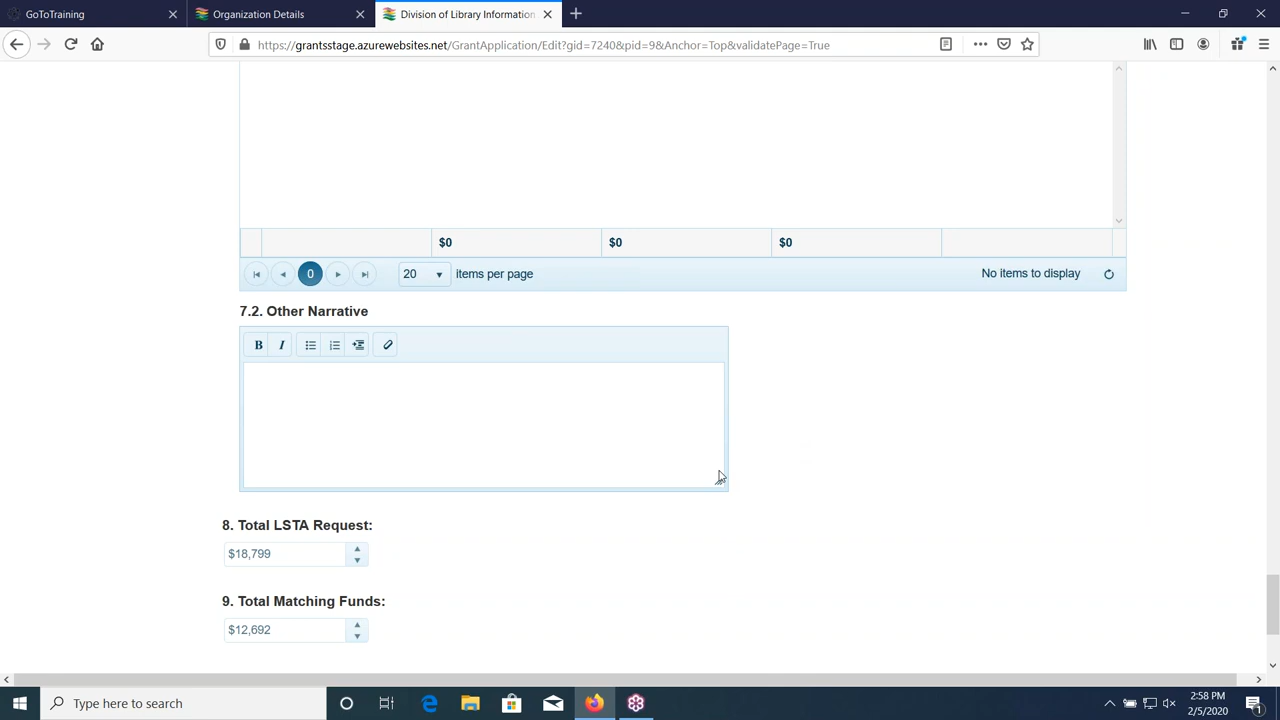 GoToTraining
Organization Details
Division of Library Information
https://grantsstage.azurewebsites.net/GrantApplication/Edit?gid=7240&pid=9&Anchor=Top&validatePage=True
$0 $0 $0
0 20 items per page No items to display
7.2. Other Narrative
B I
8. Total LSTA Request:
$18,799
9. Total Matching Funds:
$12,692
Type here to search
2:58 PM
2/5/2020
1